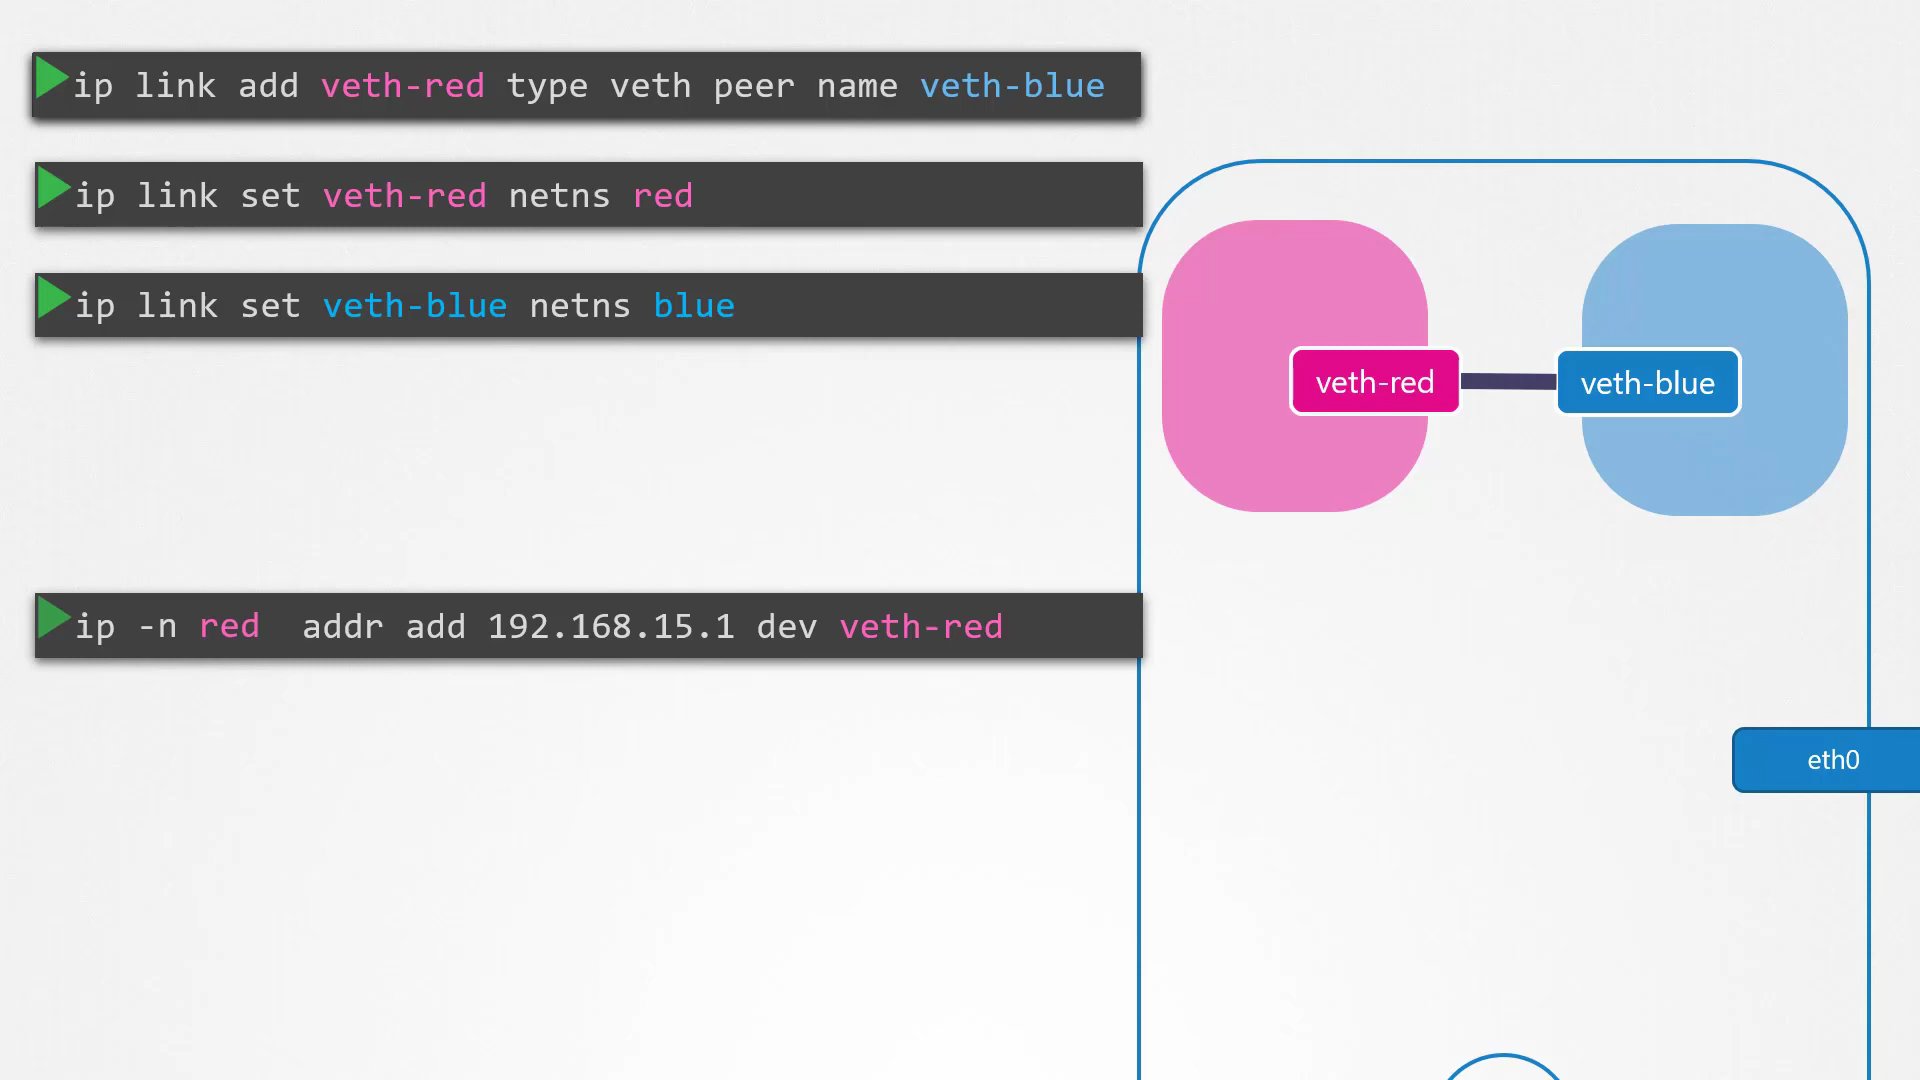 ip link add veth-red type veth peer name veth-blue
ip link set veth-red netns red
ip link set veth-blue netns blue
veth-red
veth-blue
ip -n red addr add 192.168.15.1 dev veth-red
eth0